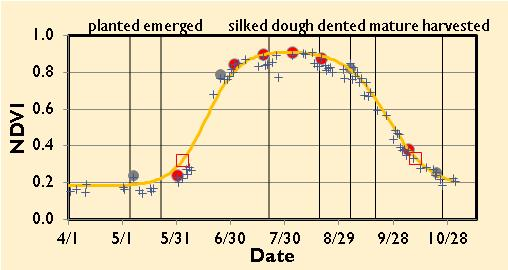 planted emerged silked dough dented mature harvested
1.0
0.8
0.6
0.4
0.2
0.0
NDVI
4/1 5/1 5/31 6/30 7/30 8/29 9/28 10/28
Date